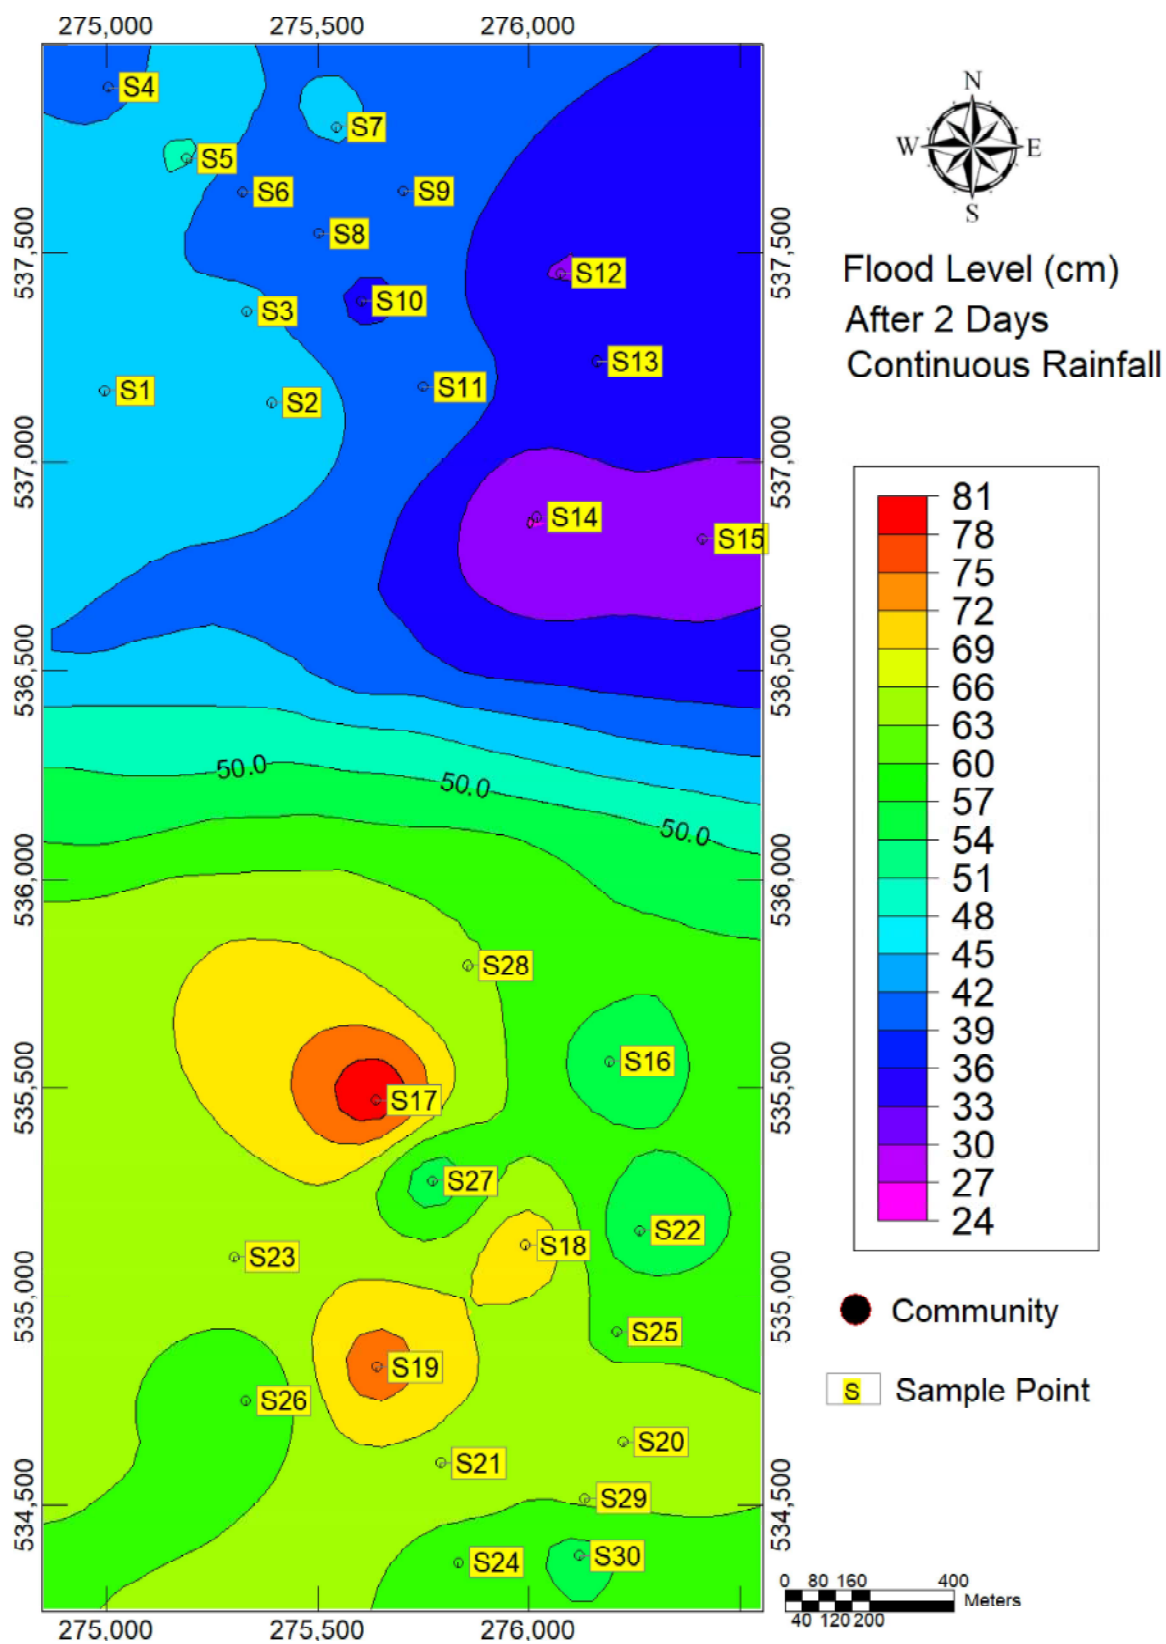 275,000 275,500 276,000
S4
S7
S5
S6
S9
S8
S12
S10
S3
S13
S11
S1
S2
S14
S15
50.0
50.0
50.0
S28
S16
S17
S27
S22
S18
S23
S25
S19
S26
S20
S21
S29
S30
S24
537,500
537,000
536,500
536,000
535,500
535,000
534,500
537,500
537,000
536,500
536,000
535,500
535,000
534,500
275,000 275,500 276,000
N
W E
S
Flood Level (cm)
After 2 Days
Continuous Rainfall
81
78
75
72
69
66
63
60
57
54
51
48
45
42
39
36
33
30
27
24
Community
S Sample Point
0 80 160 400
Meters
40 120 200